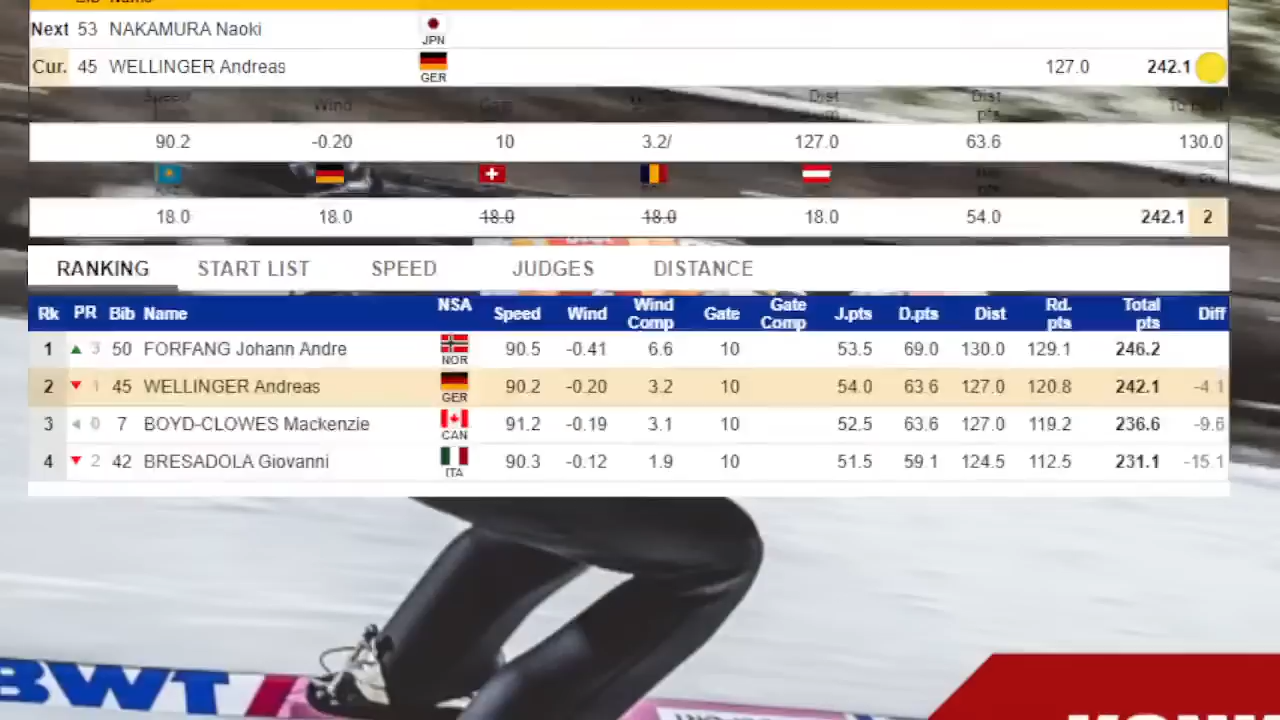 Next 53 NAKAMURA Naoki JPN
Cur. 45 WELLINGER Andreas GER 127.0 242.1
Speed Wind Gate Dist Dist
pts
90.2 -0.20 10 3.2/ 127.0 63.6 130.0
18.0 18.0 18.0 18.0 18.0 54.0 242.1 2
RANKING START LIST SPEED JUDGES DISTANCE
Rk PR Bib Name NSA Speed Wind Wind Comp Gate Gate Comp J.pts D.pts Dist Rd. pts Total pts Diff
1 ▲ 3 50 FORFANG Johann Andre NOR 90.5 -0.41 6.6 10 53.5 69.0 130.0 129.1 246.2
2 ▼ 1 45 WELLINGER Andreas GER 90.2 -0.20 3.2 10 54.0 63.6 127.0 120.8 242.1 -4.1
3 ◄ 0 7 BOYD-CLOWES Mackenzie CAN 91.2 -0.19 3.1 10 52.5 63.6 127.0 119.2 236.6 -9.6
4 ▼ 2 42 BRESADOLA Giovanni ITA 90.3 -0.12 1.9 10 51.5 59.1 124.5 112.5 231.1 -15.1
BWT